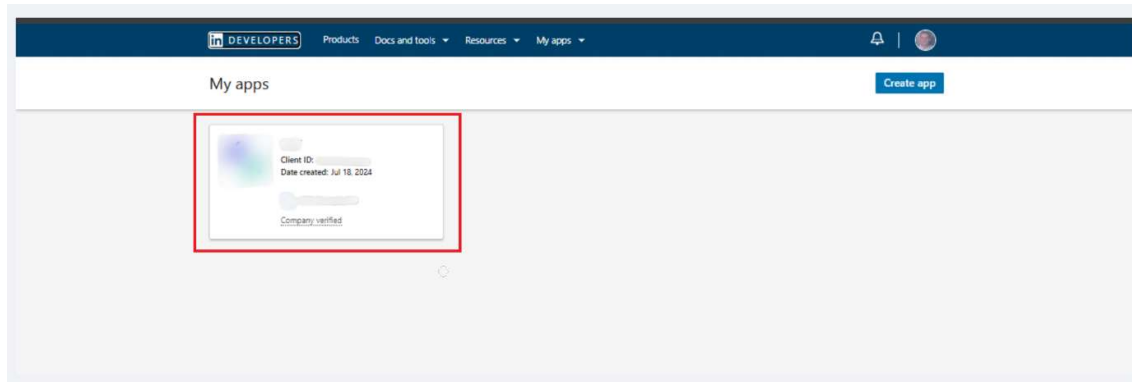 in DEVELOPERS Products Docs and tools Resources My apps
My apps Create app
Client ID:
Date created: Jul 18, 2024
Company verified